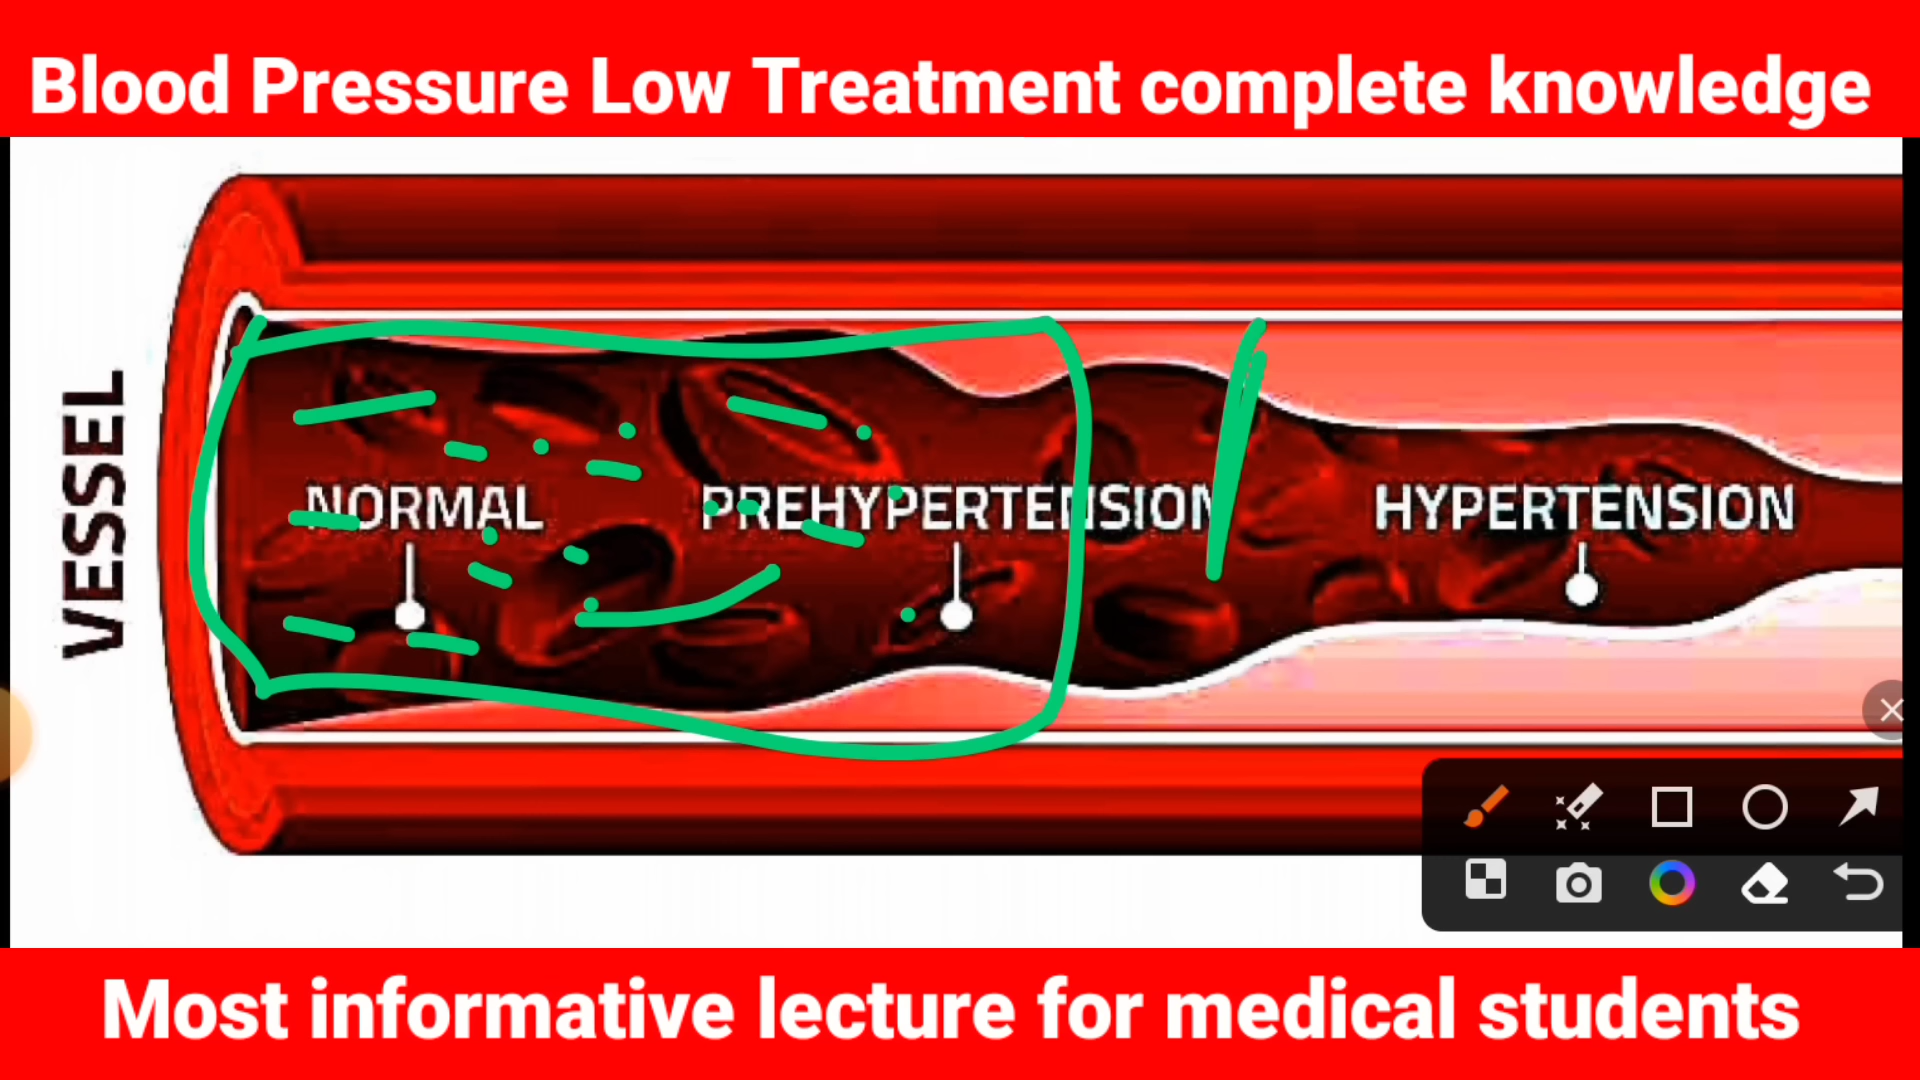 Blood Pressure Low Treatment complete knowledge
VESSEL
NORMAL
PREHYPERTENSION
HYPERTENSION
Most informative lecture for medical students